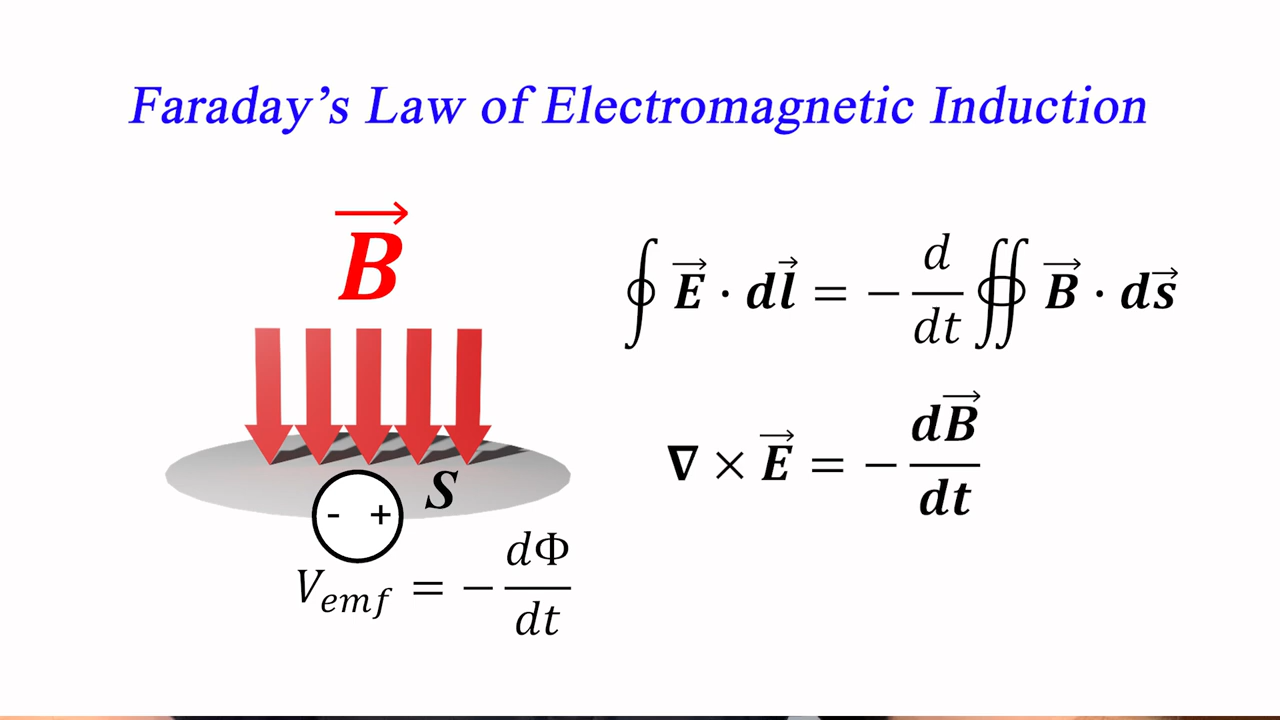 Faraday's Law of Electromagnetic Induction
B⃗
∮ E⃗ · dl⃗ = − d/dt ∯ B⃗ · ds⃗
∇ × E⃗ = − dB⃗/dt
S
- +
V_emf = − dΦ/dt